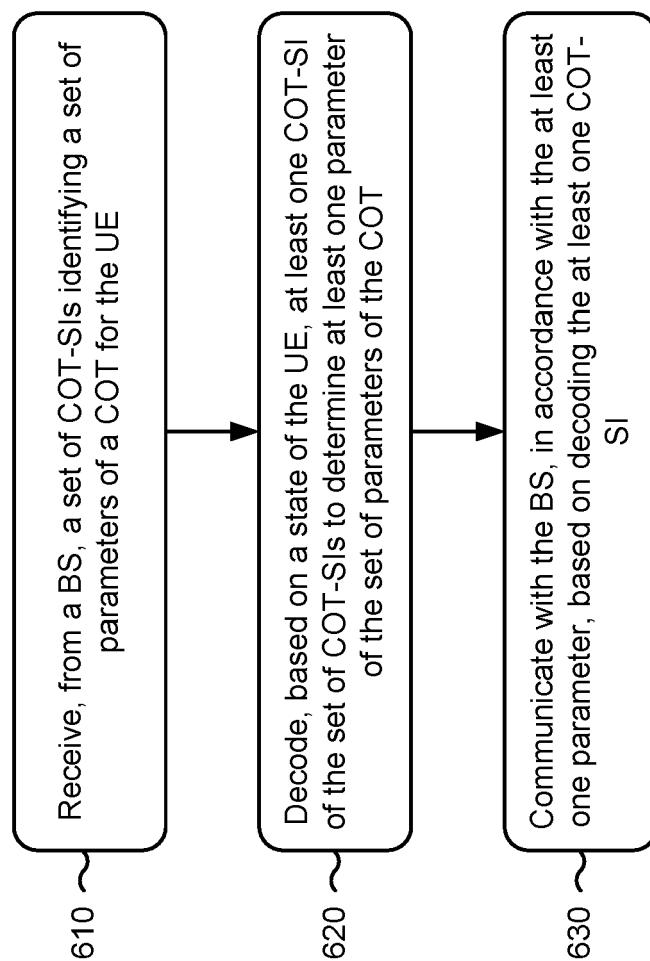 610
Receive, from a BS, a set of COT-SIs identifying a set of
parameters of a COT for the UE
620
Decode, based on a state of the UE, at least one COT-SI
of the set of COT-SIs to determine at least one parameter
of the set of parameters of the COT
630
Communicate with the BS, in accordance with the at least
one parameter, based on decoding the at least one COT-
SI